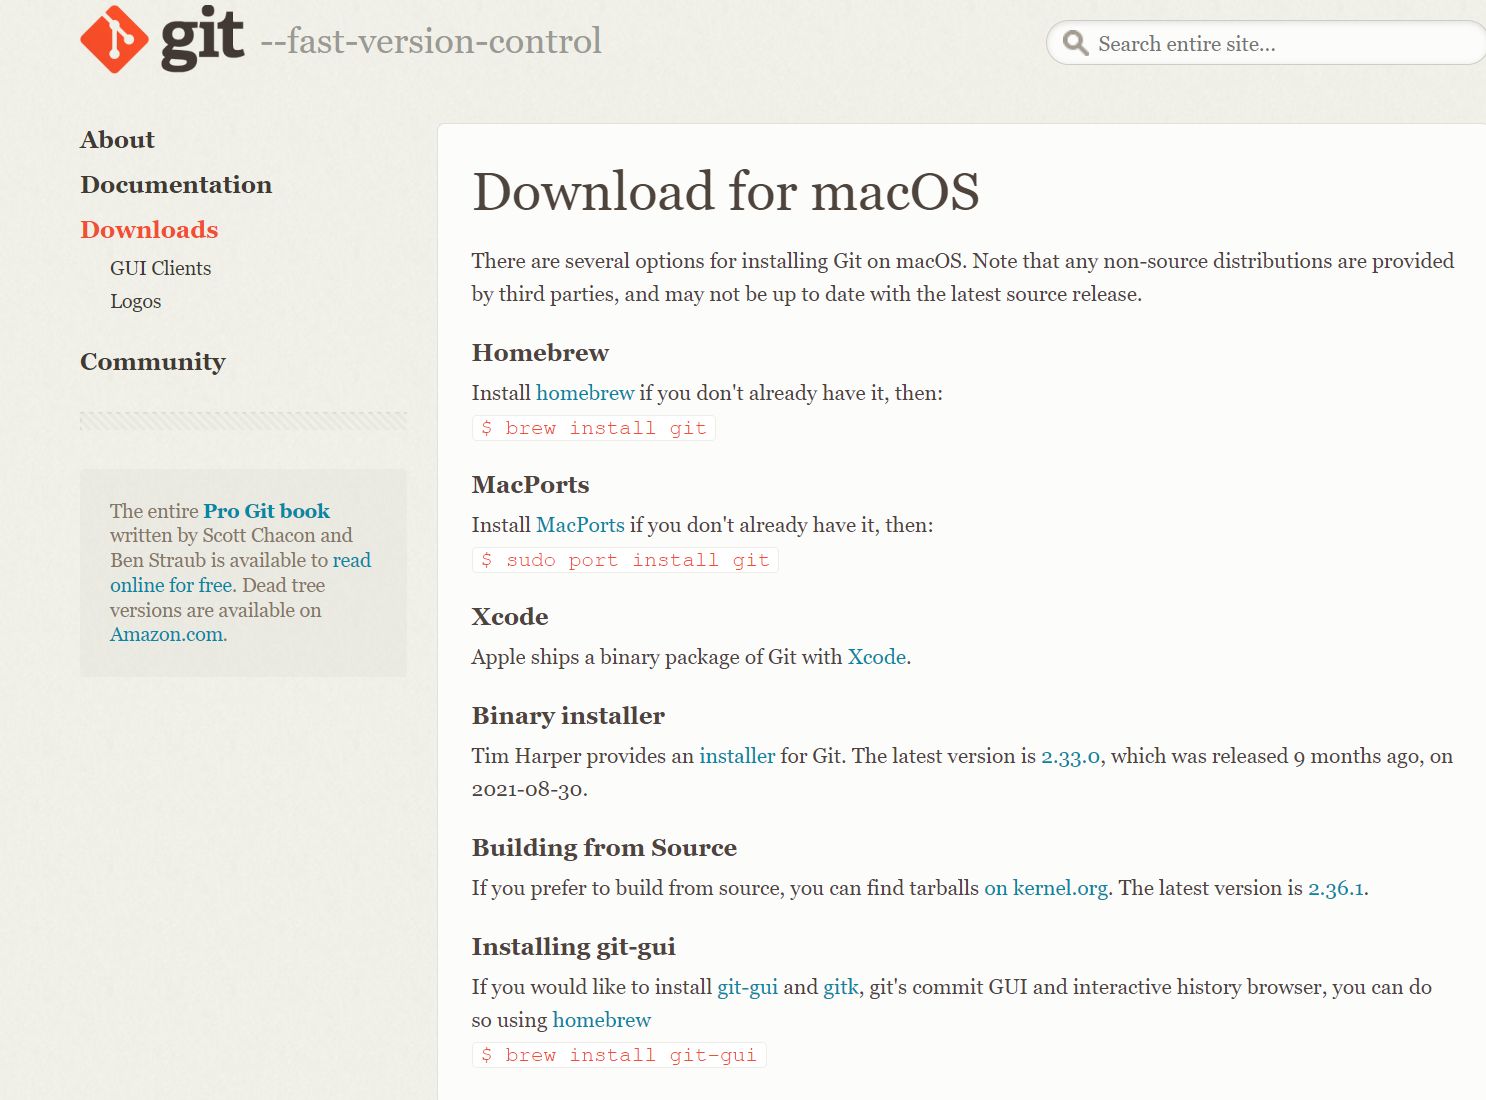 git --fast-version-control
Search entire site...
About
Documentation
Downloads
GUI Clients
Logos
Community
The entire Pro Git book
written by Scott Chacon and
Ben Straub is available to read
online for free. Dead tree
versions are available on
Amazon.com.
Download for macOS
There are several options for installing Git on macOS. Note that any non-source distributions are provided
by third parties, and may not be up to date with the latest source release.
Homebrew
Install homebrew if you don't already have it, then:
$ brew install git
MacPorts
Install MacPorts if you don't already have it, then:
$ sudo port install git
Xcode
Apple ships a binary package of Git with Xcode.
Binary installer
Tim Harper provides an installer for Git. The latest version is 2.33.0, which was released 9 months ago, on
2021-08-30.
Building from Source
If you prefer to build from source, you can find tarballs on kernel.org. The latest version is 2.36.1.
Installing git-gui
If you would like to install git-gui and gitk, git's commit GUI and interactive history browser, you can do
so using homebrew
$ brew install git-gui